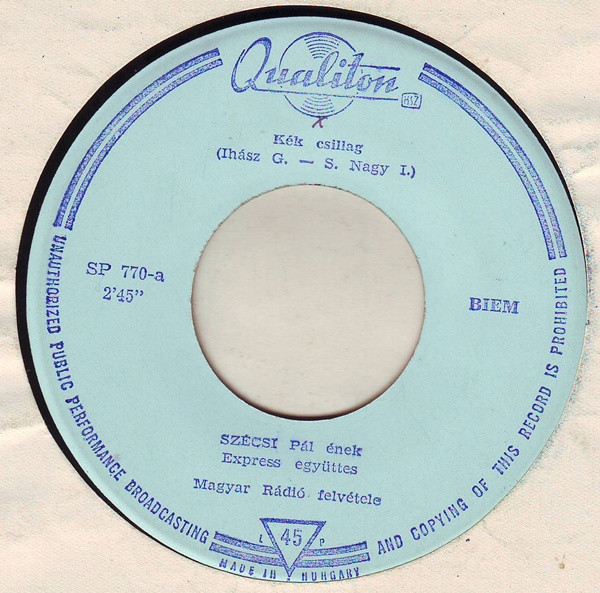 Qualiton
HSZ
x
Kék csillag
(Ihász G. — S. Nagy I.)
SP 770-a
2'45"
BIEM
SZÉCSI Pál ének
Express együttes
Magyar Rádió felvétele
UNAUTHORIZED PUBLIC PERFORMANCE BROADCASTING AND COPYING OF THIS RECORD IS PROHIBITED
L 45 P
MADE IN HUNGARY